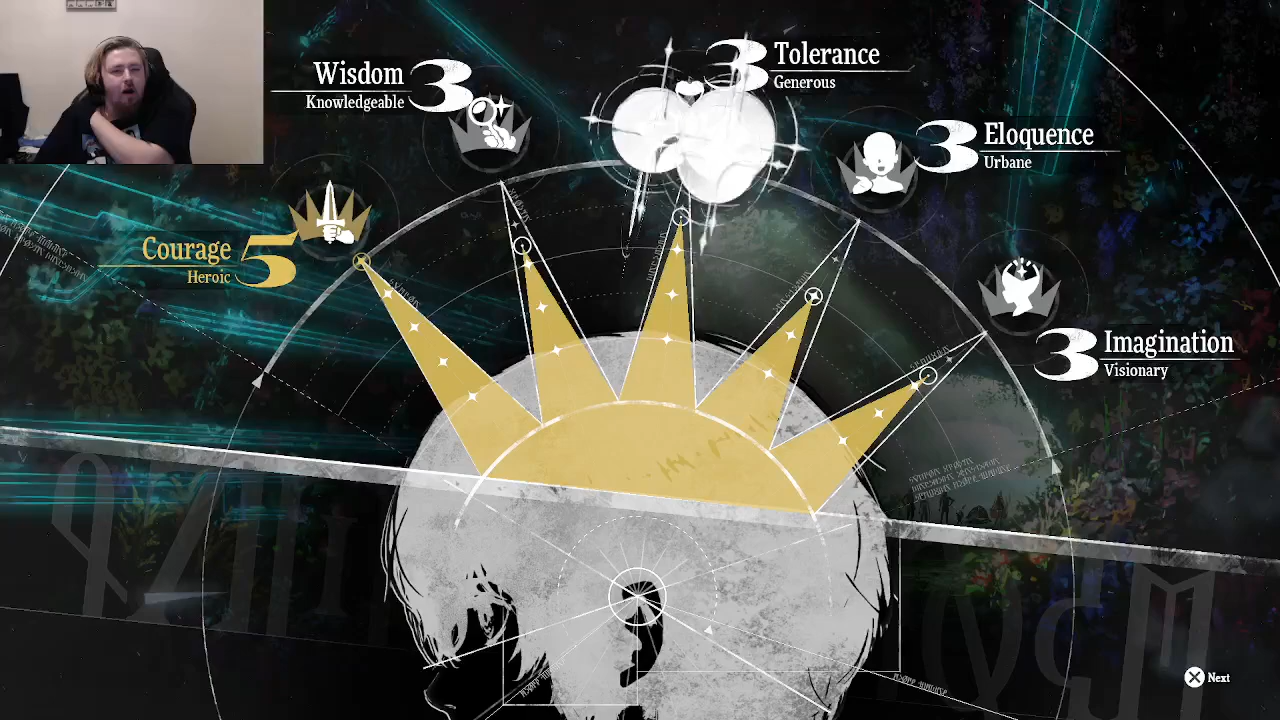 Wisdom 3
Knowledgeable
3 Tolerance
Generous
3 Eloquence
Urbane
Courage 5
Heroic
3 Imagination
Visionary
Next